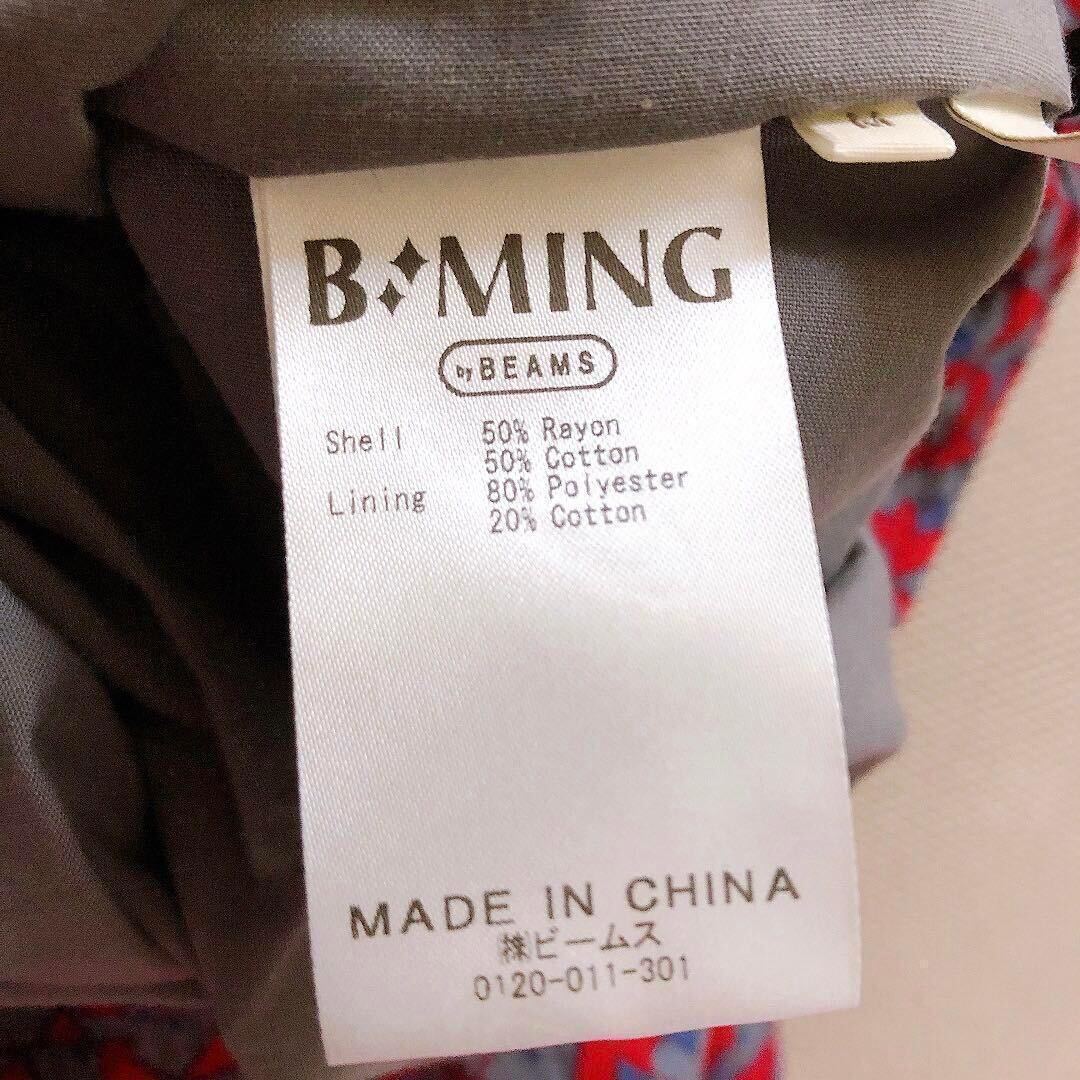 M
B MING
by BEAMS
Shell 50% Rayon
50% Cotton
Lining 80% Polyester
20% Cotton
MADE IN CHINA
㈱ビームス
0120-011-301